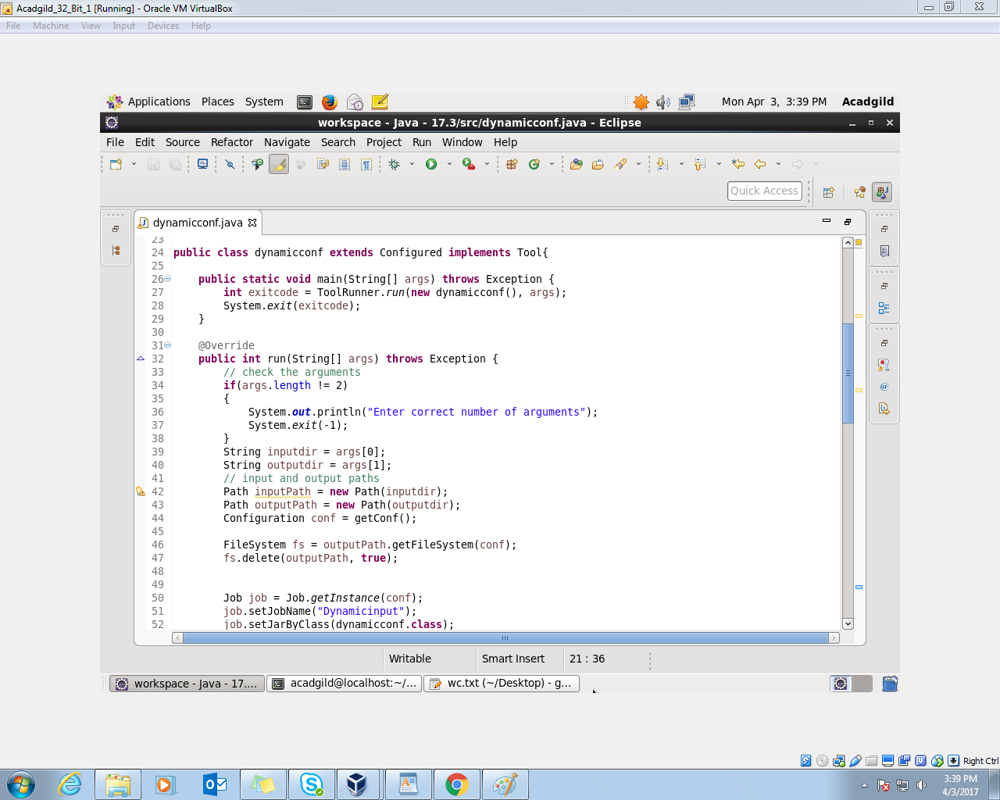 Acadgild_32_Bit_1 [Running] - Oracle VM VirtualBox
File Machine View Input Devices Help
Applications Places System Mon Apr 3, 3:39 PM Acadgild
workspace - Java - 17.3/src/dynamicconf.java - Eclipse
File Edit Source Refactor Navigate Search Project Run Window Help
Quick Access
dynamicconf.java
23
24 public class dynamicconf extends Configured implements Tool{
25
26 public static void main(String[] args) throws Exception {
27 int exitcode = ToolRunner.run(new dynamicconf(), args);
28 System.exit(exitcode);
29 }
30
31 @Override
32 public int run(String[] args) throws Exception {
33 // check the arguments
34 if(args.length != 2)
35 {
36 System.out.println("Enter correct number of arguments");
37 System.exit(-1);
38 }
39 String inputdir = args[0];
40 String outputdir = args[1];
41 // input and output paths
42 Path inputPath = new Path(inputdir);
43 Path outputPath = new Path(outputdir);
44 Configuration conf = getConf();
45
46 FileSystem fs = outputPath.getFileSystem(conf);
47 fs.delete(outputPath, true);
48
49
50 Job job = Job.getInstance(conf);
51 job.setJobName("Dynamicinput");
52 job.setJarByClass(dynamicconf.class);
Writable Smart Insert 21 : 36
workspace - Java - 17.... acadgild@localhost:~/... wc.txt (~/Desktop) - g...
Right Ctrl
3:39 PM
4/3/2017